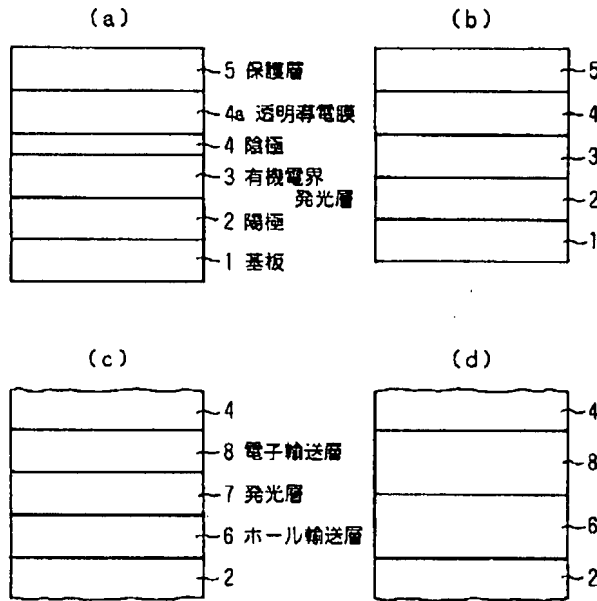 (a)
5 保護層
4a 透明導電膜
4 陰極
3 有機電界
発光層
2 陽極
1 基板
(b)
5
4
3
2
1
(c)
4
8 電子輸送層
7 発光層
6 ホール輸送層
2
(d)
4
8
6
2